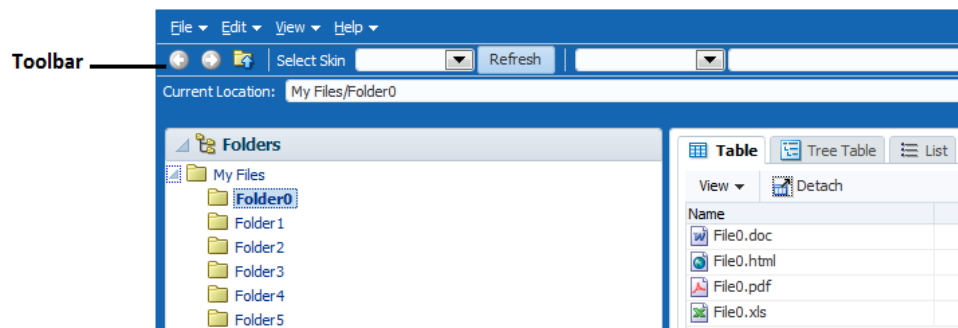 File Edit View Help
Toolbar
Select Skin Refresh
Current Location: My Files/Folder0
Folders
My Files
Folder0
Folder1
Folder2
Folder3
Folder4
Folder5
Table Tree Table List
View Detach
Name
File0.doc
File0.html
File0.pdf
File0.xls